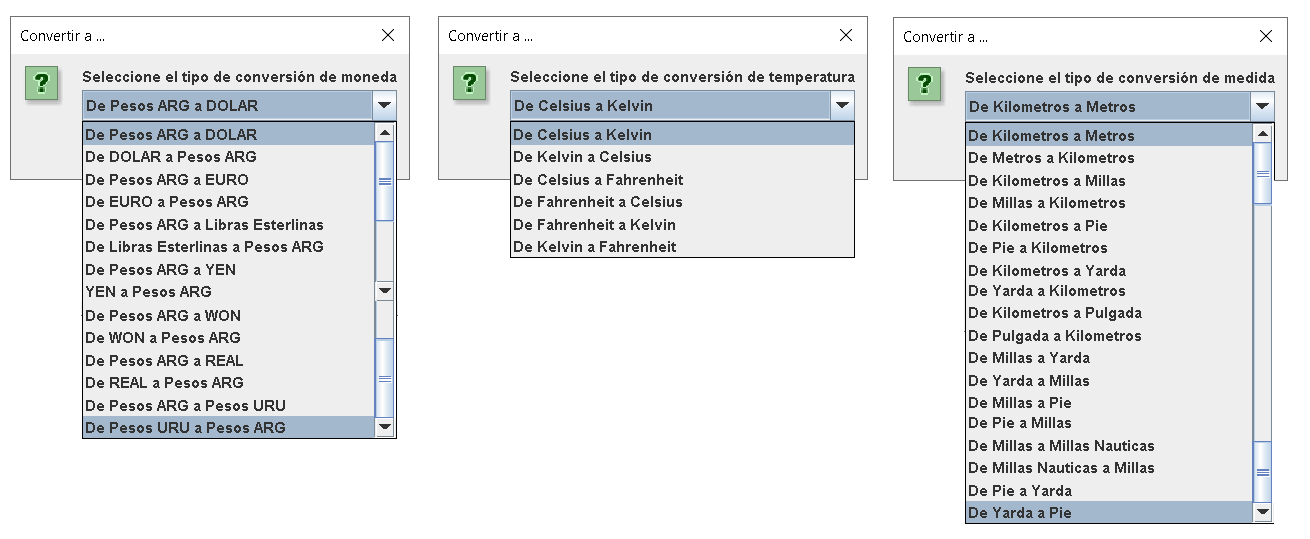 Convertir a ...
?
Seleccione el tipo de conversión de moneda
De Pesos ARG a DOLAR
De Pesos ARG a DOLAR
De DOLAR a Pesos ARG
De Pesos ARG a EURO
De EURO a Pesos ARG
De Pesos ARG a Libras Esterlinas
De Libras Esterlinas a Pesos ARG
De Pesos ARG a YEN
YEN a Pesos ARG
De Pesos ARG a WON
De WON a Pesos ARG
De Pesos ARG a REAL
De REAL a Pesos ARG
De Pesos ARG a Pesos URU
De Pesos URU a Pesos ARG
Convertir a ...
?
Seleccione el tipo de conversión de temperatura
De Celsius a Kelvin
De Celsius a Kelvin
De Kelvin a Celsius
De Celsius a Fahrenheit
De Fahrenheit a Celsius
De Fahrenheit a Kelvin
De Kelvin a Fahrenheit
Convertir a ...
?
Seleccione el tipo de conversión de medida
De Kilometros a Metros
De Kilometros a Metros
De Metros a Kilometros
De Kilometros a Millas
De Millas a Kilometros
De Kilometros a Pie
De Pie a Kilometros
De Kilometros a Yarda
De Yarda a Kilometros
De Kilometros a Pulgada
De Pulgada a Kilometros
De Millas a Yarda
De Yarda a Millas
De Millas a Pie
De Pie a Millas
De Millas a Millas Nauticas
De Millas Nauticas a Millas
De Pie a Yarda
De Yarda a Pie